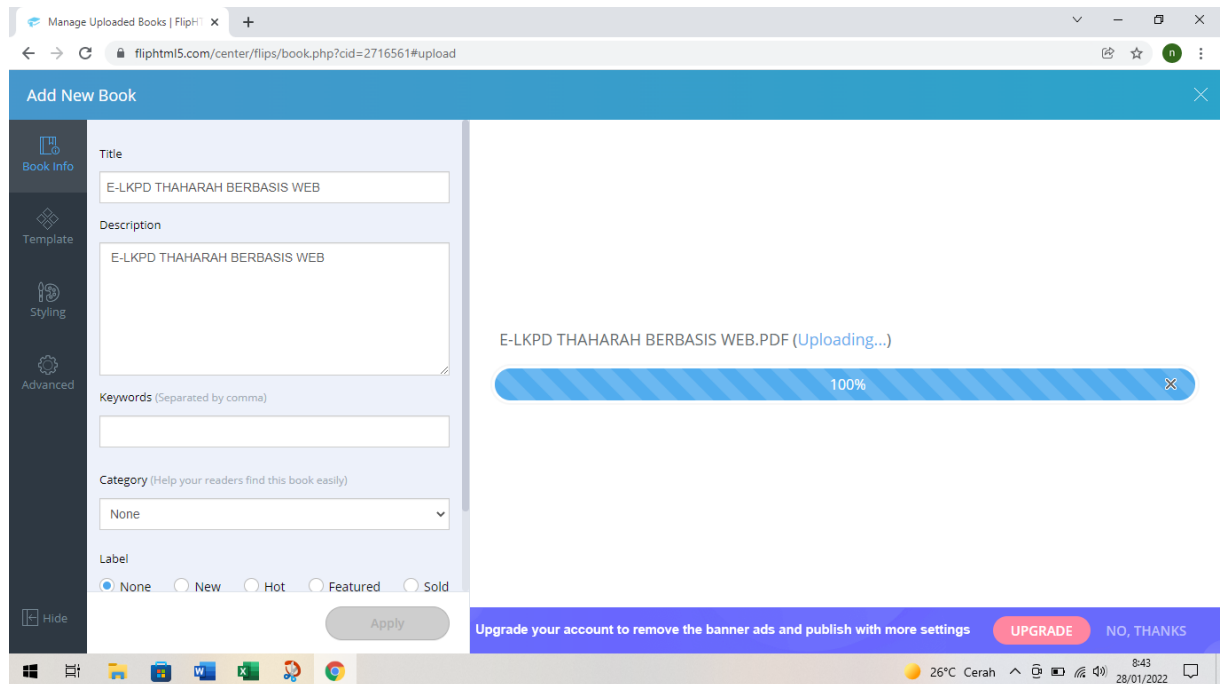 Manage Uploaded Books | FlipH
fliphtml5.com/center/flips/book.php?cid=2716561#upload
n
Add New Book
Book Info
Template
Styling
Advanced
Hide
Title
E-LKPD THAHARAH BERBASIS WEB
Description
E-LKPD THAHARAH BERBASIS WEB
Keywords (Separated by comma)
Category (Help your readers find this book easily)
None
Label
None New Hot Featured Sold
Apply
E-LKPD THAHARAH BERBASIS WEB.PDF (Uploading...)
100%
Upgrade your account to remove the banner ads and publish with more settings UPGRADE NO, THANKS
26°C Cerah
8:43
28/01/2022